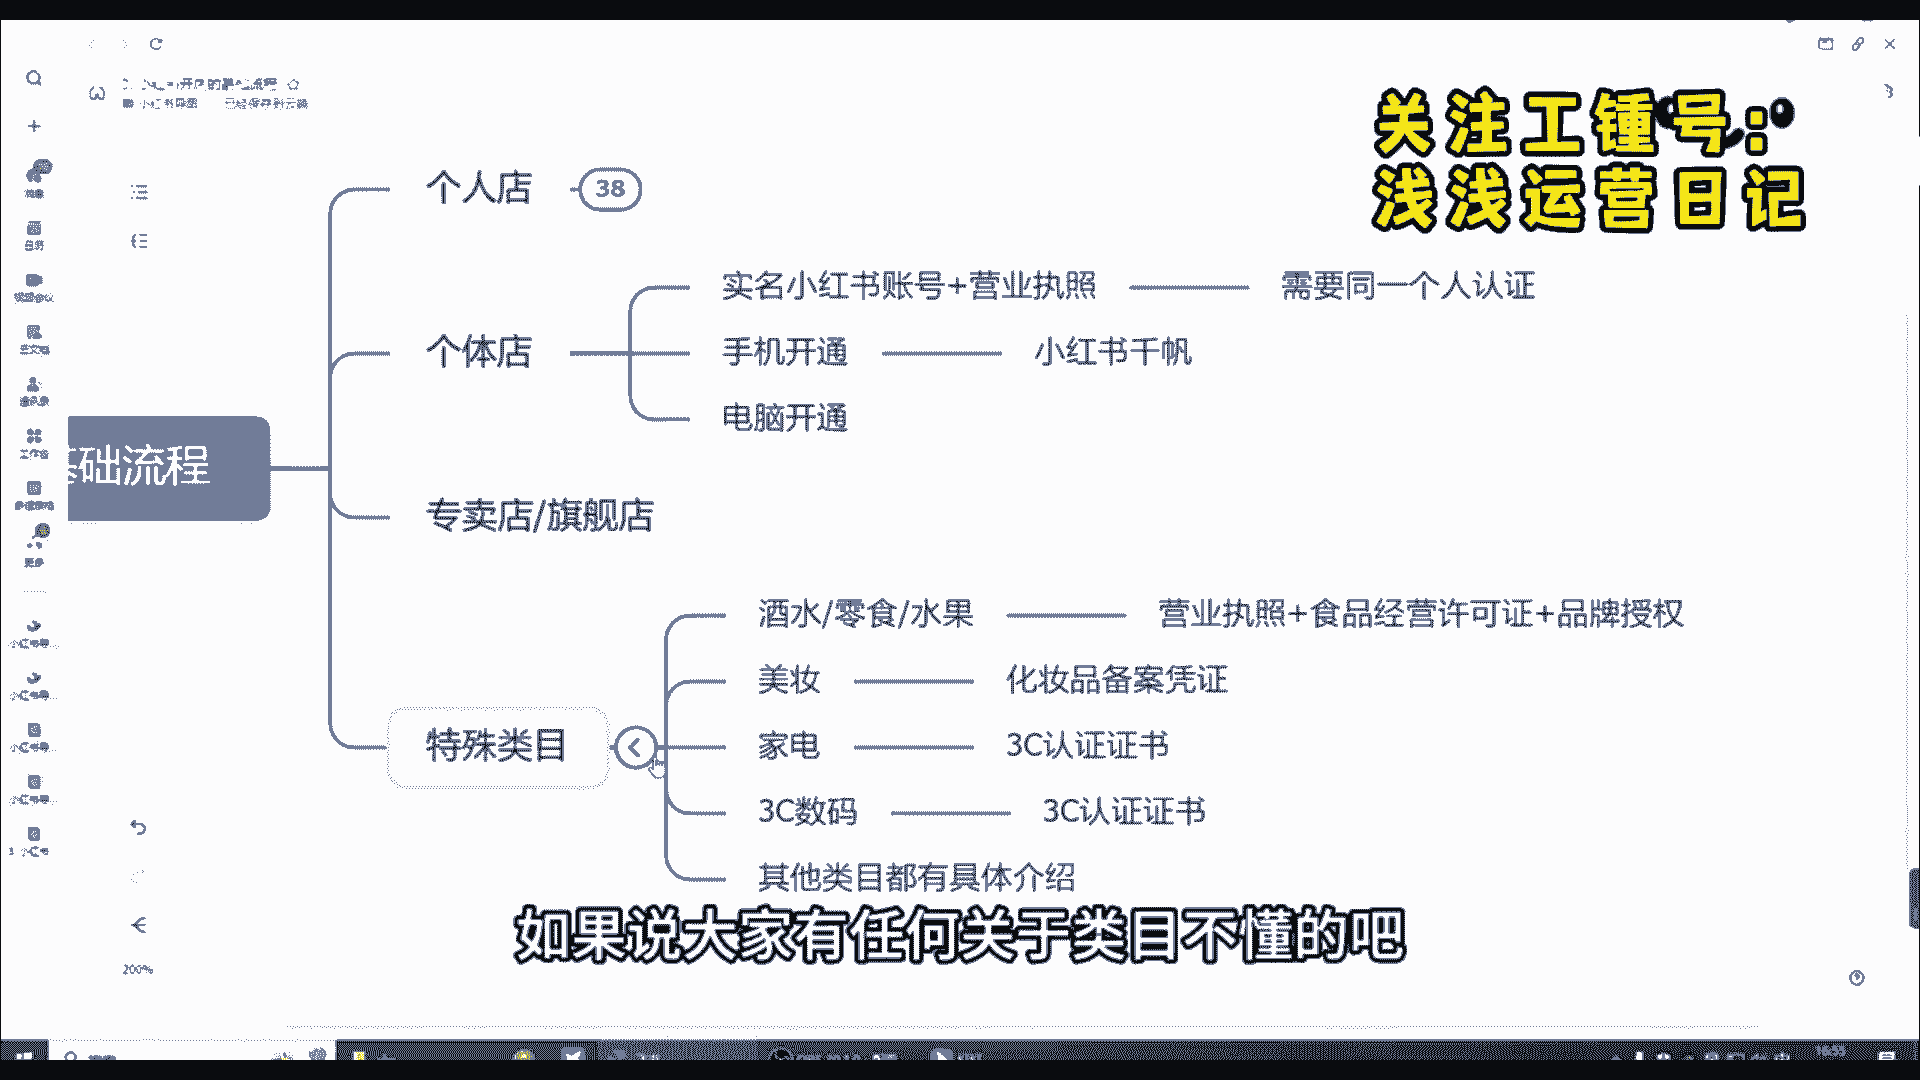 关注工锺号:
浅浅运营日记
个人店 38
实名小红书账号+营业执照 需要同一个人认证
个体店
手机开通 小红书千帆
电脑开通
础流程
专卖店/旗舰店
酒水/零食/水果 营业执照+食品经营许可证+品牌授权
美妆 化妆品备案凭证
特殊类目
家电 3C认证证书
3C数码 3C认证证书
其他类目都有具体介绍
如果说大家有任何关于类目不懂的吧
200%